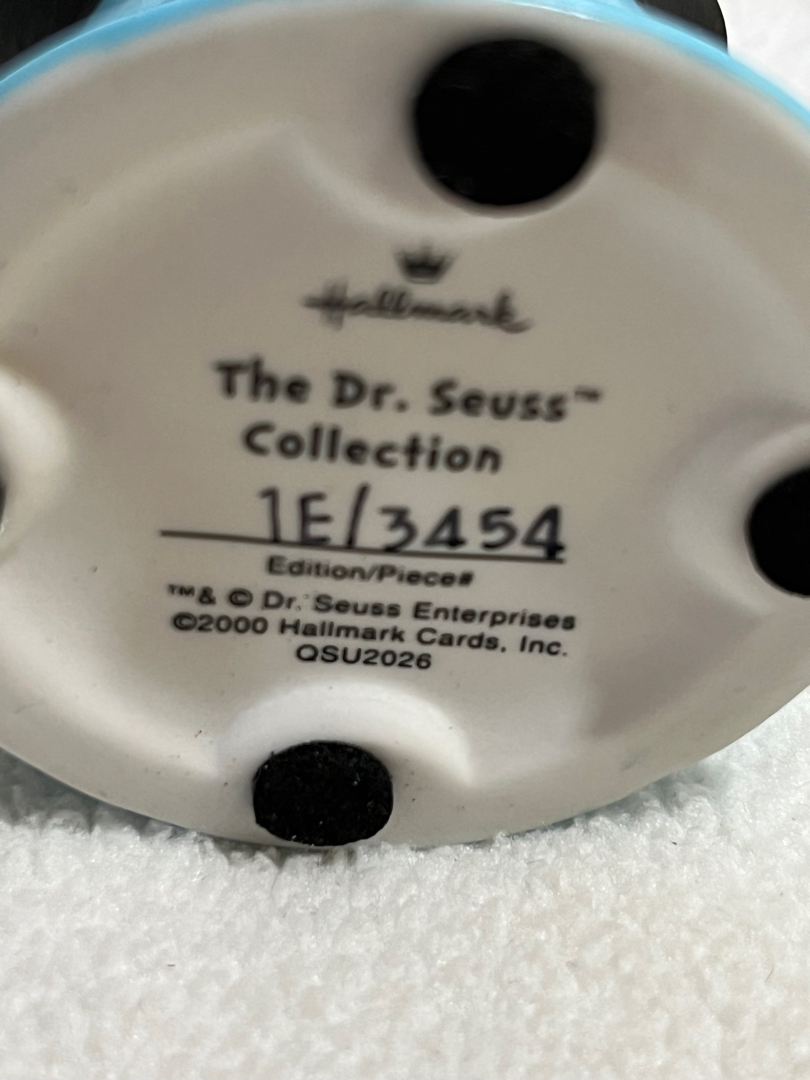 Hallmark
The Dr. Seuss™
Collection
1E/3454
Edition/Piece#
™& © Dr. Seuss Enterprises
©2000 Hallmark Cards, Inc.
QSU2026